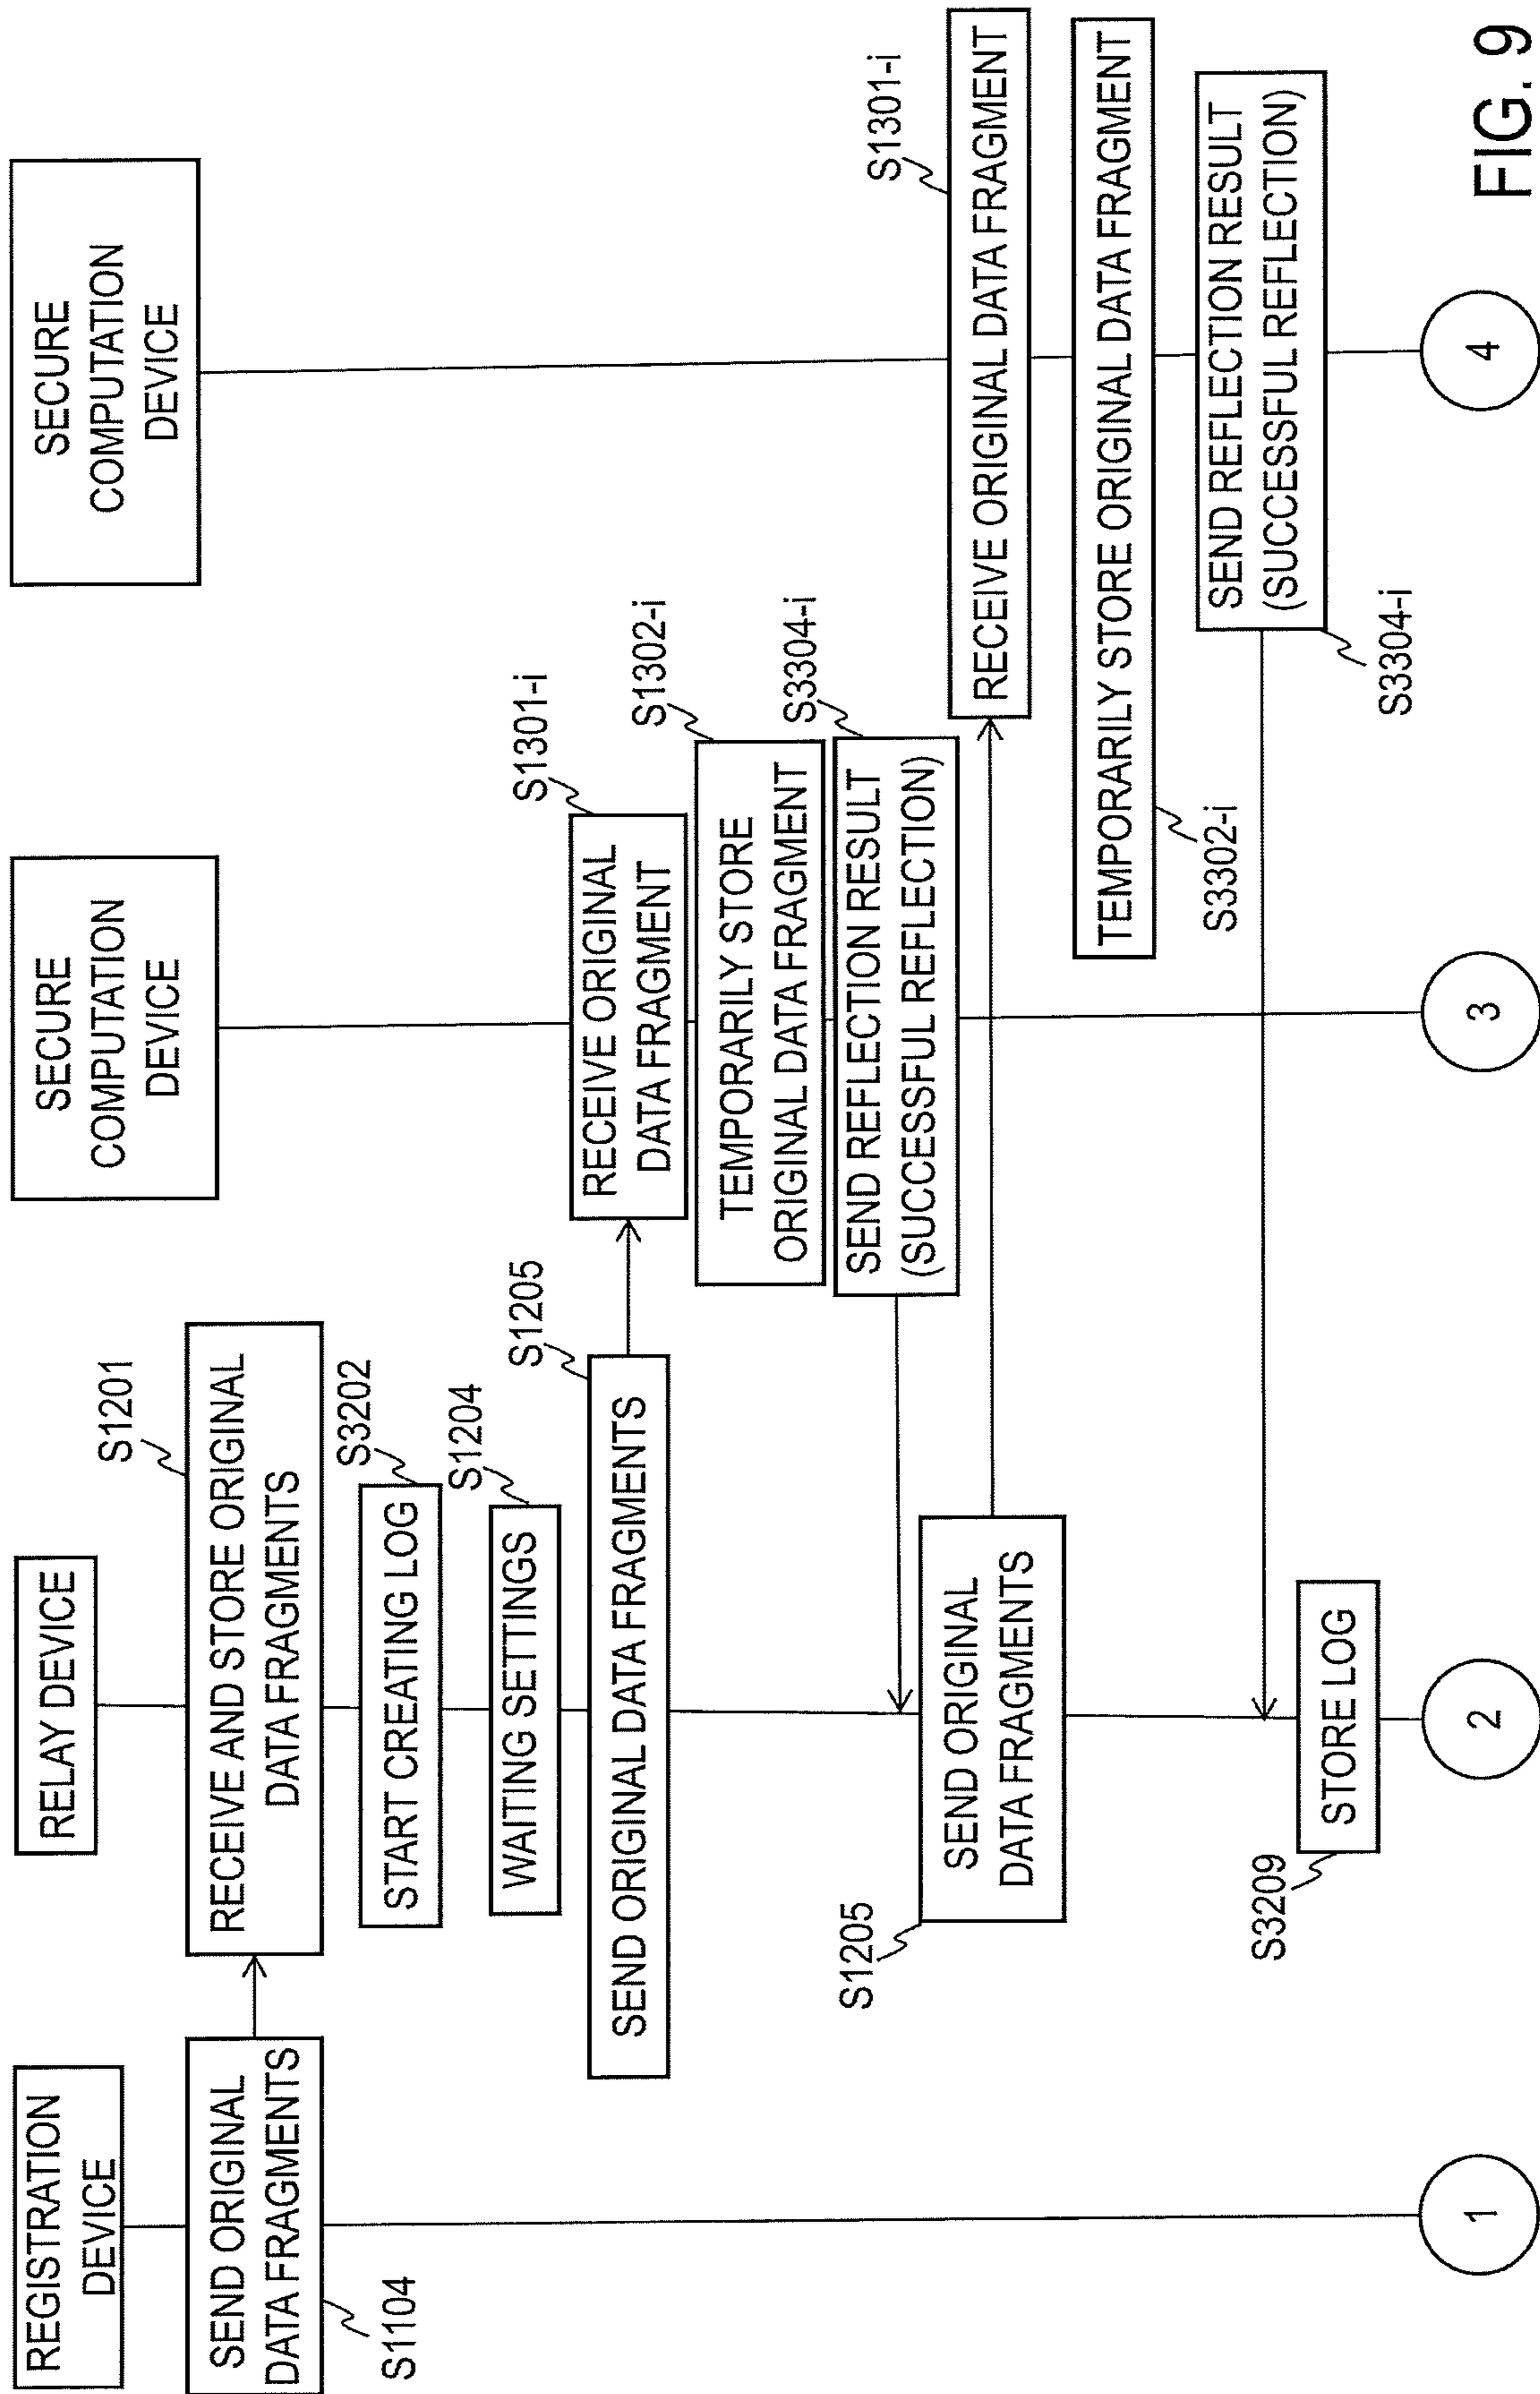 REGISTRATION
DEVICE
RELAY DEVICE
SECURE
COMPUTATION
DEVICE
SECURE
COMPUTATION
DEVICE
SEND ORIGINAL
DATA FRAGMENTS
S1104
S1201
RECEIVE AND STORE ORIGINAL
DATA FRAGMENTS
S3202
START CREATING LOG
S1204
WAITING SETTINGS
S1205
SEND ORIGINAL DATA FRAGMENTS
S1301-i
RECEIVE ORIGINAL
DATA FRAGMENT
S1302-i
TEMPORARILY STORE
ORIGINAL DATA FRAGMENT
S3304-i
SEND REFLECTION RESULT
(SUCCESSFUL REFLECTION)
S1205
SEND ORIGINAL
DATA FRAGMENTS
S1301-i
RECEIVE ORIGINAL DATA FRAGMENT
TEMPORARILY STORE ORIGINAL DATA FRAGMENT
S3302-i
SEND REFLECTION RESULT
(SUCCESSFUL REFLECTION)
S3304-i
S3209
STORE LOG
1
2
3
4
FIG. 9